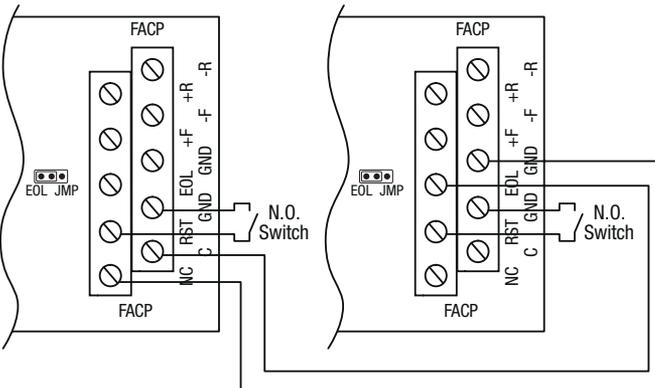 FACP
-R
+R
-F
+F
GND
EOL
GND
RST
C
NC
EOL JMP
N.O.
Switch
FACP
FACP
-R
+R
-F
+F
GND
EOL
GND
RST
C
NC
EOL JMP
N.O.
Switch
FACP